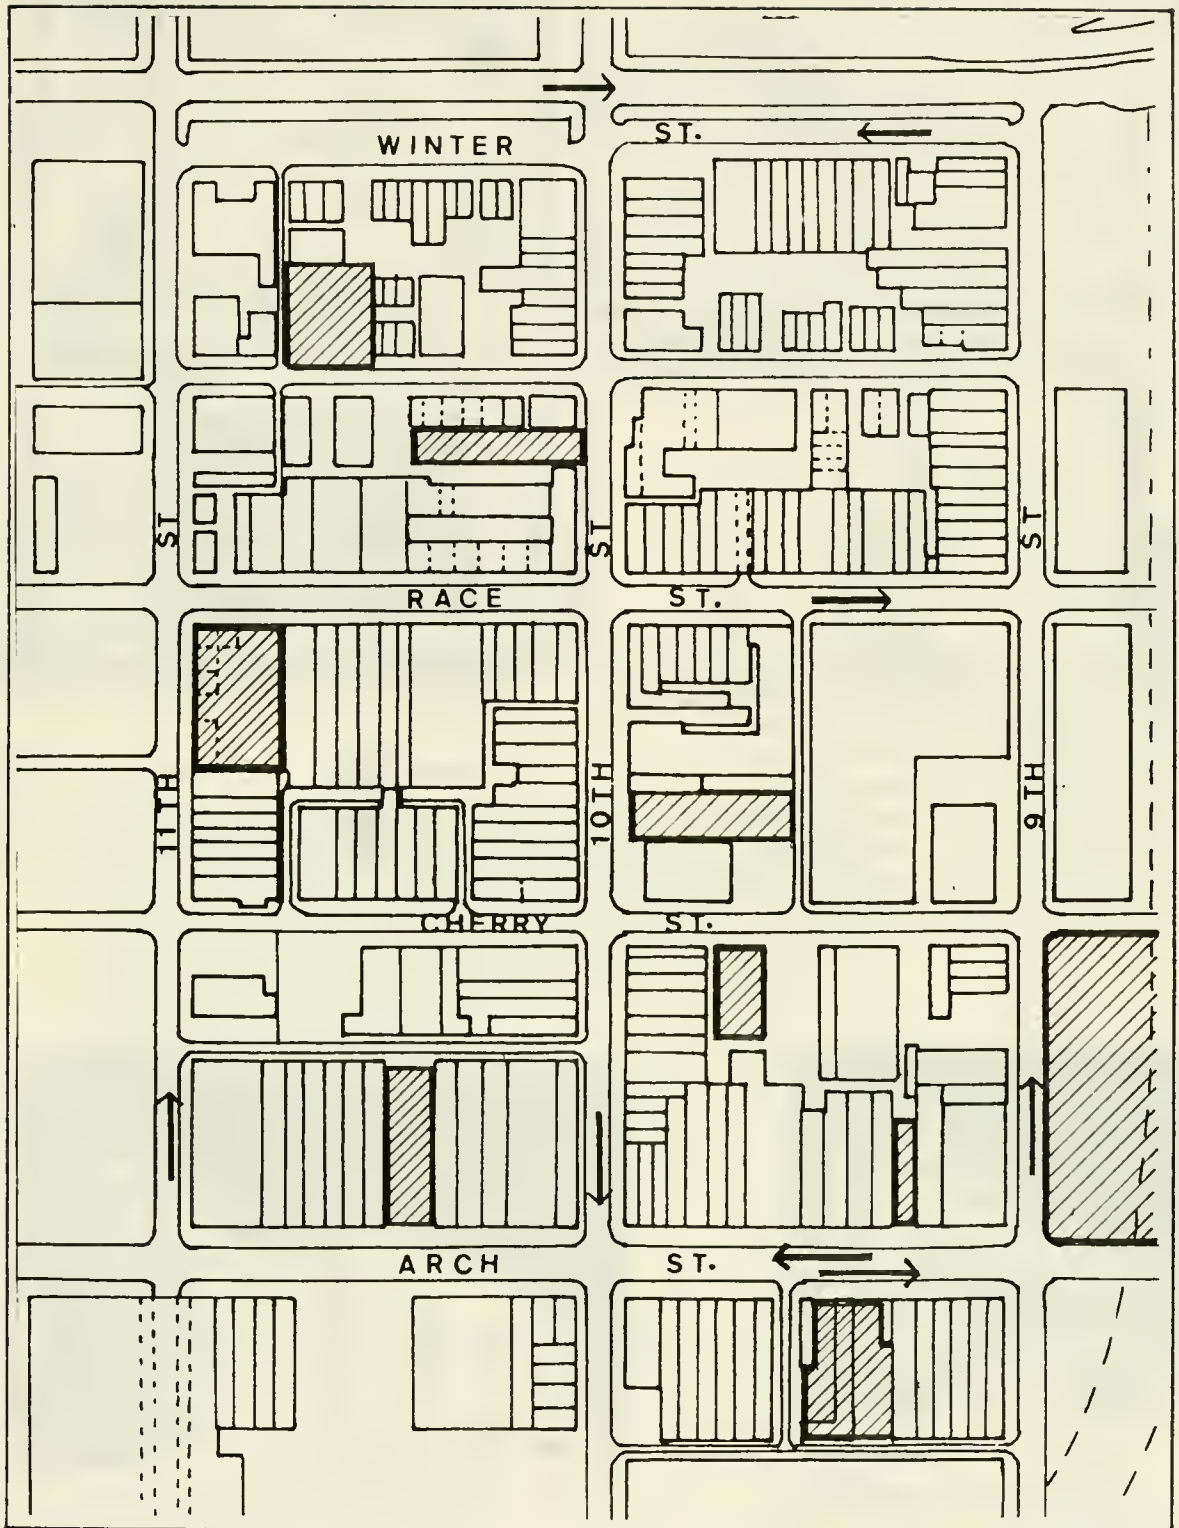 WINTER ST.
ST ST ST
RACE ST.
11TH 10TH 9TH
CHERRY ST.
ARCH ST.